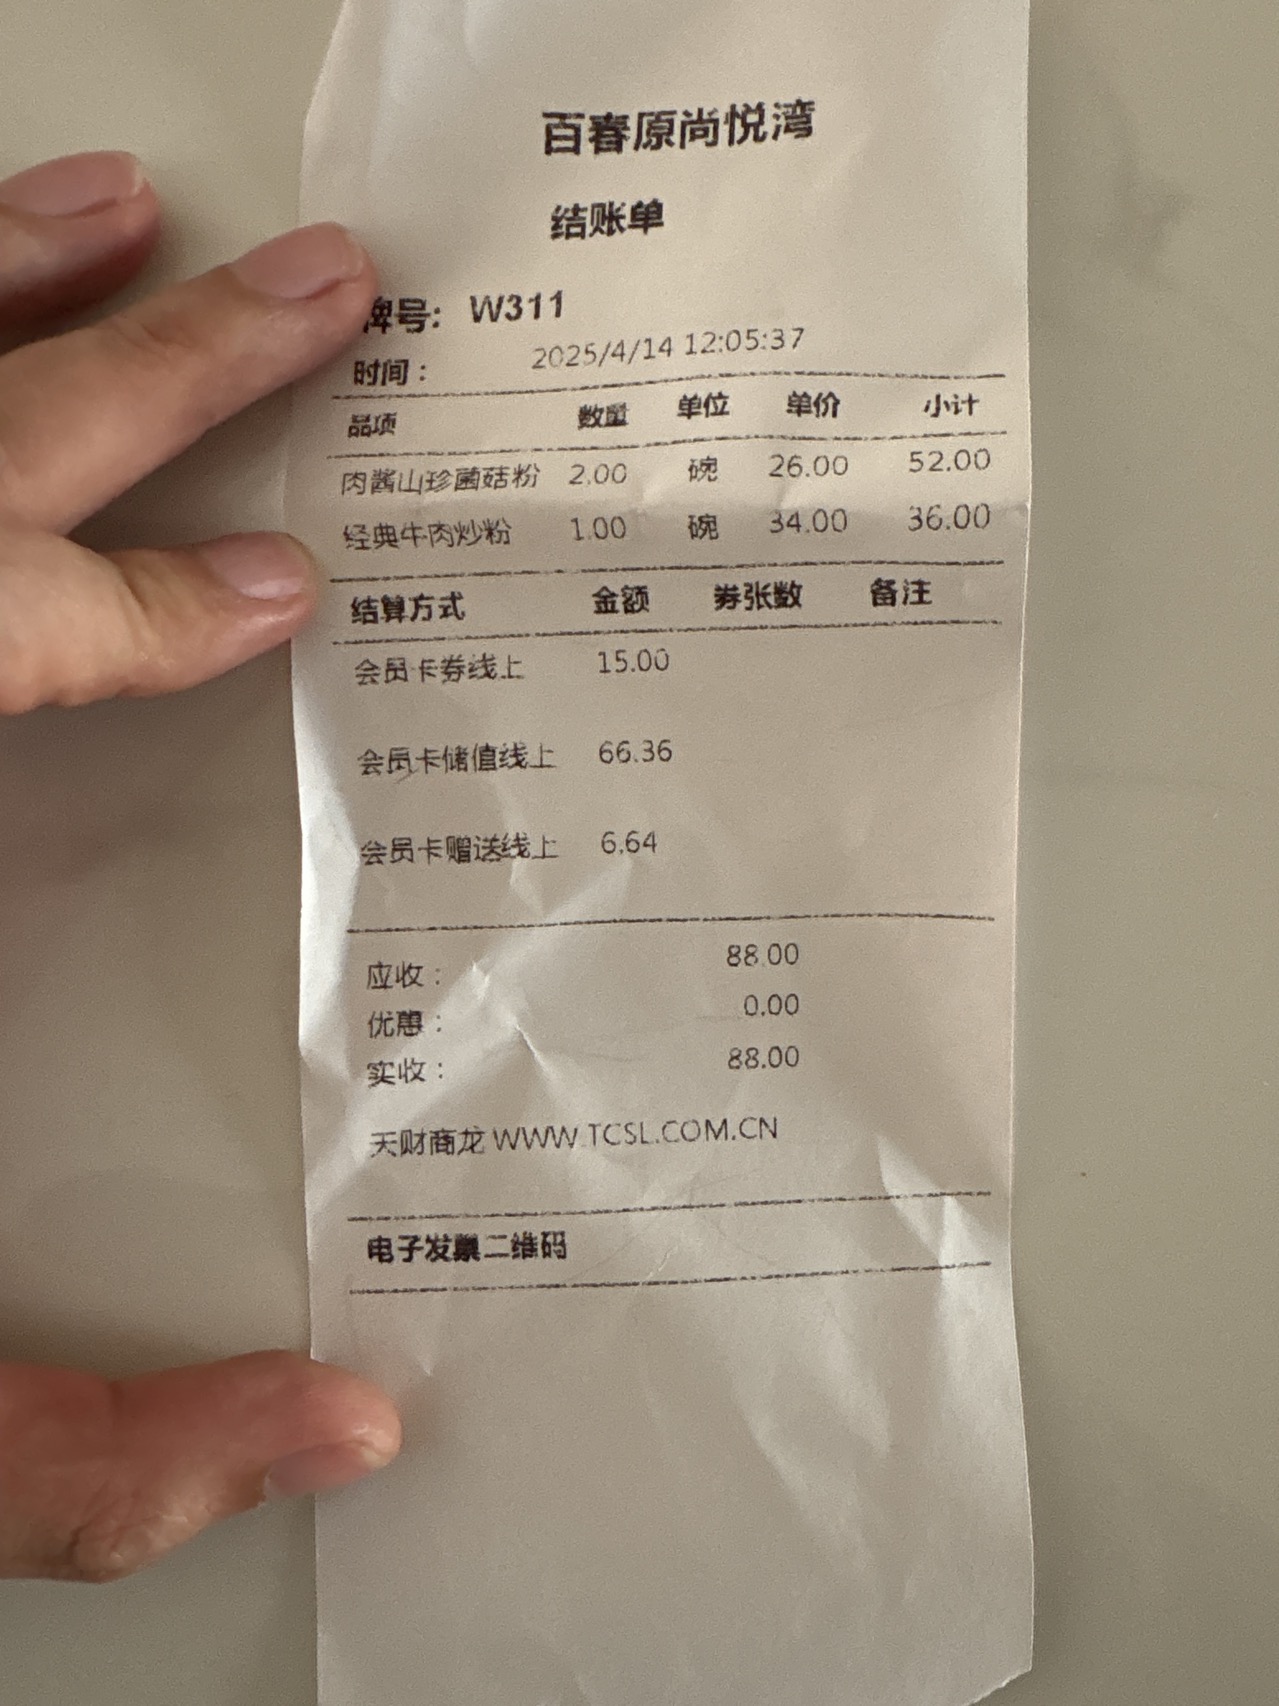 百春原尚悦湾
结账单
牌号: W311
时间： 2025/4/14 12:05:37
品项 数量 单位 单价 小计
肉酱山珍菌菇粉 2.00 碗 26.00 52.00
经典牛肉炒粉 1.00 碗 34.00 36.00
结算方式 金额 券张数 备注
会员卡券线上 15.00
会员卡储值线上 66.36
会员卡赠送线上 6.64
应收： 88.00
优惠： 0.00
实收： 88.00
天财商龙 WWW.TCSL.COM.CN
电子发票二维码